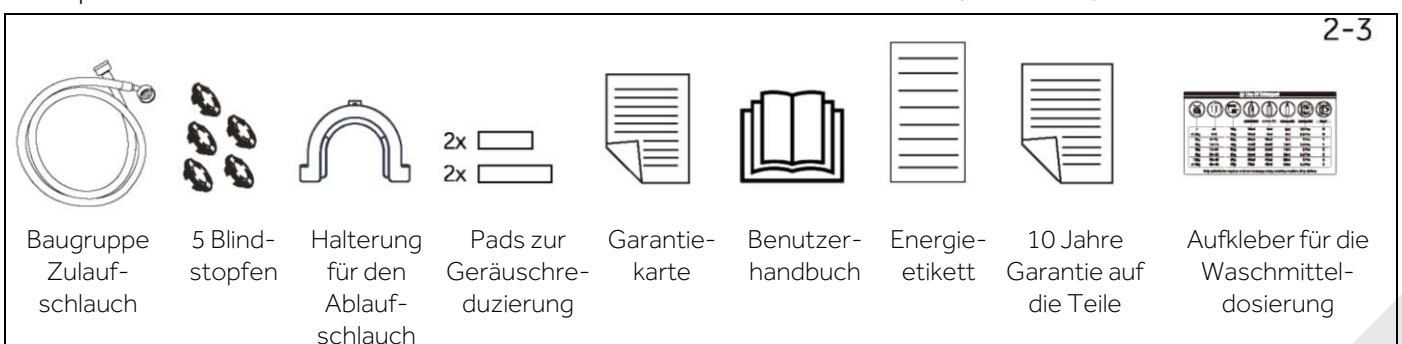 2-3
2x
2x
Baugruppe
Zulauf-
schlauch
5 Blind-
stopfen
Halterung
für den
Ablauf-
schlauch
Pads zur
Geräuschre-
duzierung
Garantie-
karte
Benutzer-
handbuch
Energie-
etikett
10 Jahre
Garantie auf
die Teile
Aufkleber für die
Waschmittel-
dosierung